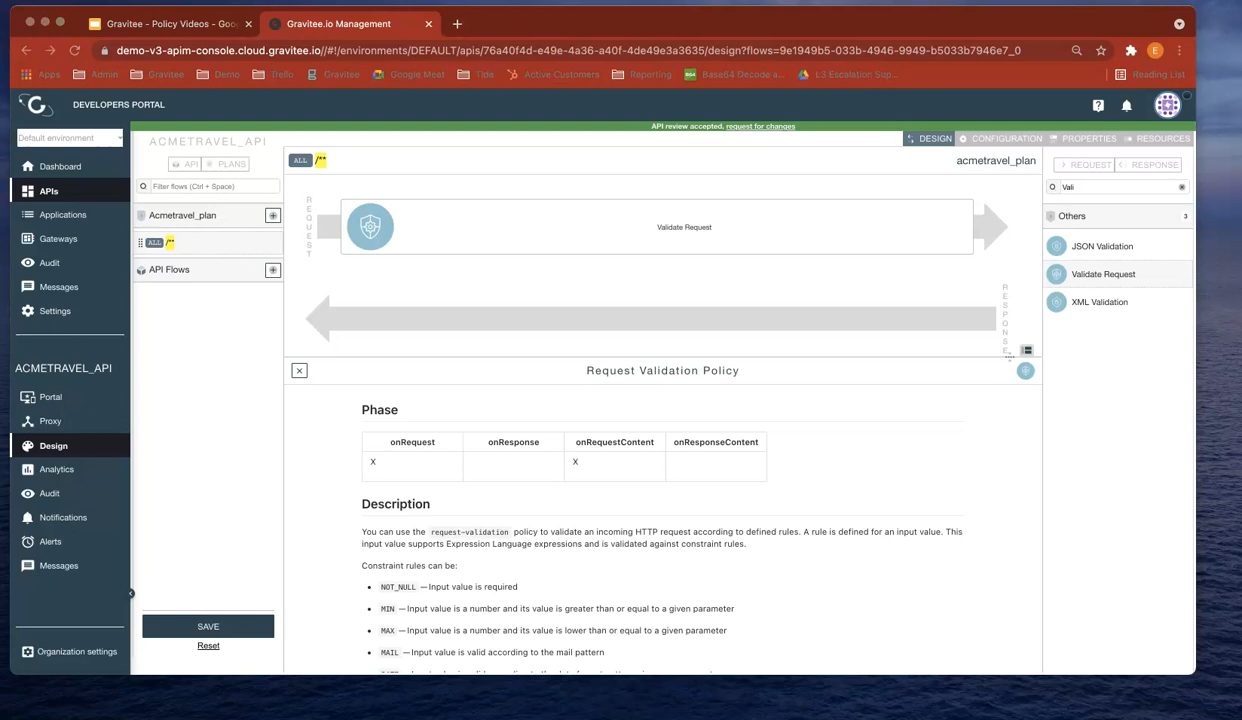 Gravitee - Policy Videos - Goo
Gravitee.io Management
demo-v3-apim-console.cloud.gravitee.io//#!/environments/DEFAULT/apis/76a40f4d-e49e-4a36-a40f-4de49e3a3635/design?flows=9e1949b5-033b-4946-9949-b5033b7946e7_0
E
Apps
Admin
Gravitee
Demo
Trello
Gravitee
Google Meet
Tide
Active Customers
Reporting
Base64 Decode a...
L3 Escalation Sup...
Reading List
DEVELOPERS PORTAL
Default environment
ACMETRAVEL_API
API review accepted, request for changes
DESIGN
CONFIGURATION
PROPERTIES
RESOURCES
Dashboard
APIs
Applications
Gateways
Audit
Messages
Settings
ACMETRAVEL_API
Portal
Proxy
Design
Analytics
Audit
Notifications
Alerts
Messages
Organization settings
API
PLANS
Filter flows (Ctrl + Space)
Acmetravel_plan
ALL /**
API Flows
SAVE
Reset
ALL /**
acmetravel_plan
REQUEST
Validate Request
RESPONSE
REQUEST
RESPONSE
Vali
Others
3
JSON Validation
Validate Request
XML Validation
Request Validation Policy
Phase
onRequest onResponse onRequestContent onResponseContent
X X
Description
You can use the request-validation policy to validate an incoming HTTP request according to defined rules. A rule is defined for an input value. This
input value supports Expression Language expressions and is validated against constraint rules.
Constraint rules can be:
NOT_NULL — Input value is required
MIN — Input value is a number and its value is greater than or equal to a given parameter
MAX — Input value is a number and its value is lower than or equal to a given parameter
MAIL — Input value is valid according to the mail pattern